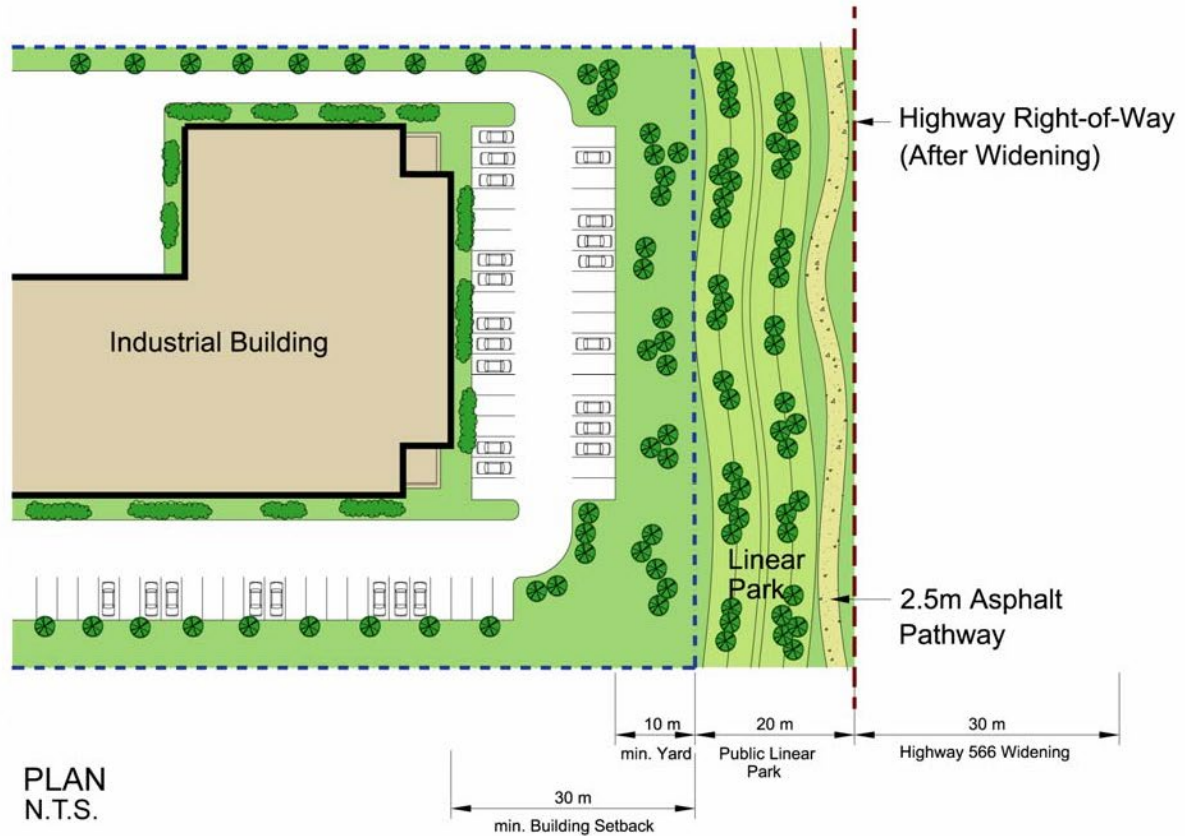 Highway Right-of-Way
(After Widening)
Industrial Building
Linear
Park
2.5m Asphalt
Pathway
10 m
20 m
30 m
min. Yard
Public Linear
Park
Highway 566 Widening
30 m
min. Building Setback
PLAN
N.T.S.